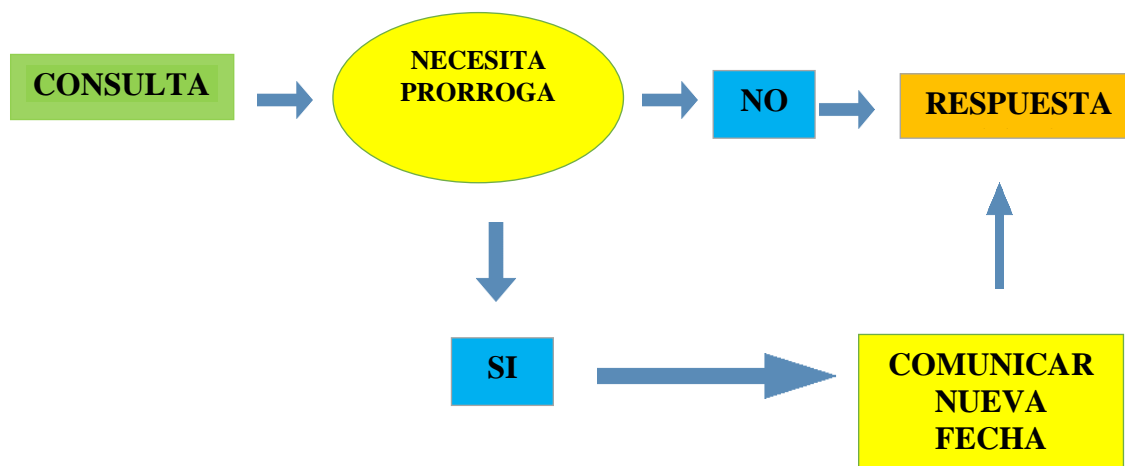 CONSULTA
NECESITA
PRORROGA
NO
RESPUESTA
SI
COMUNICAR
NUEVA
FECHA